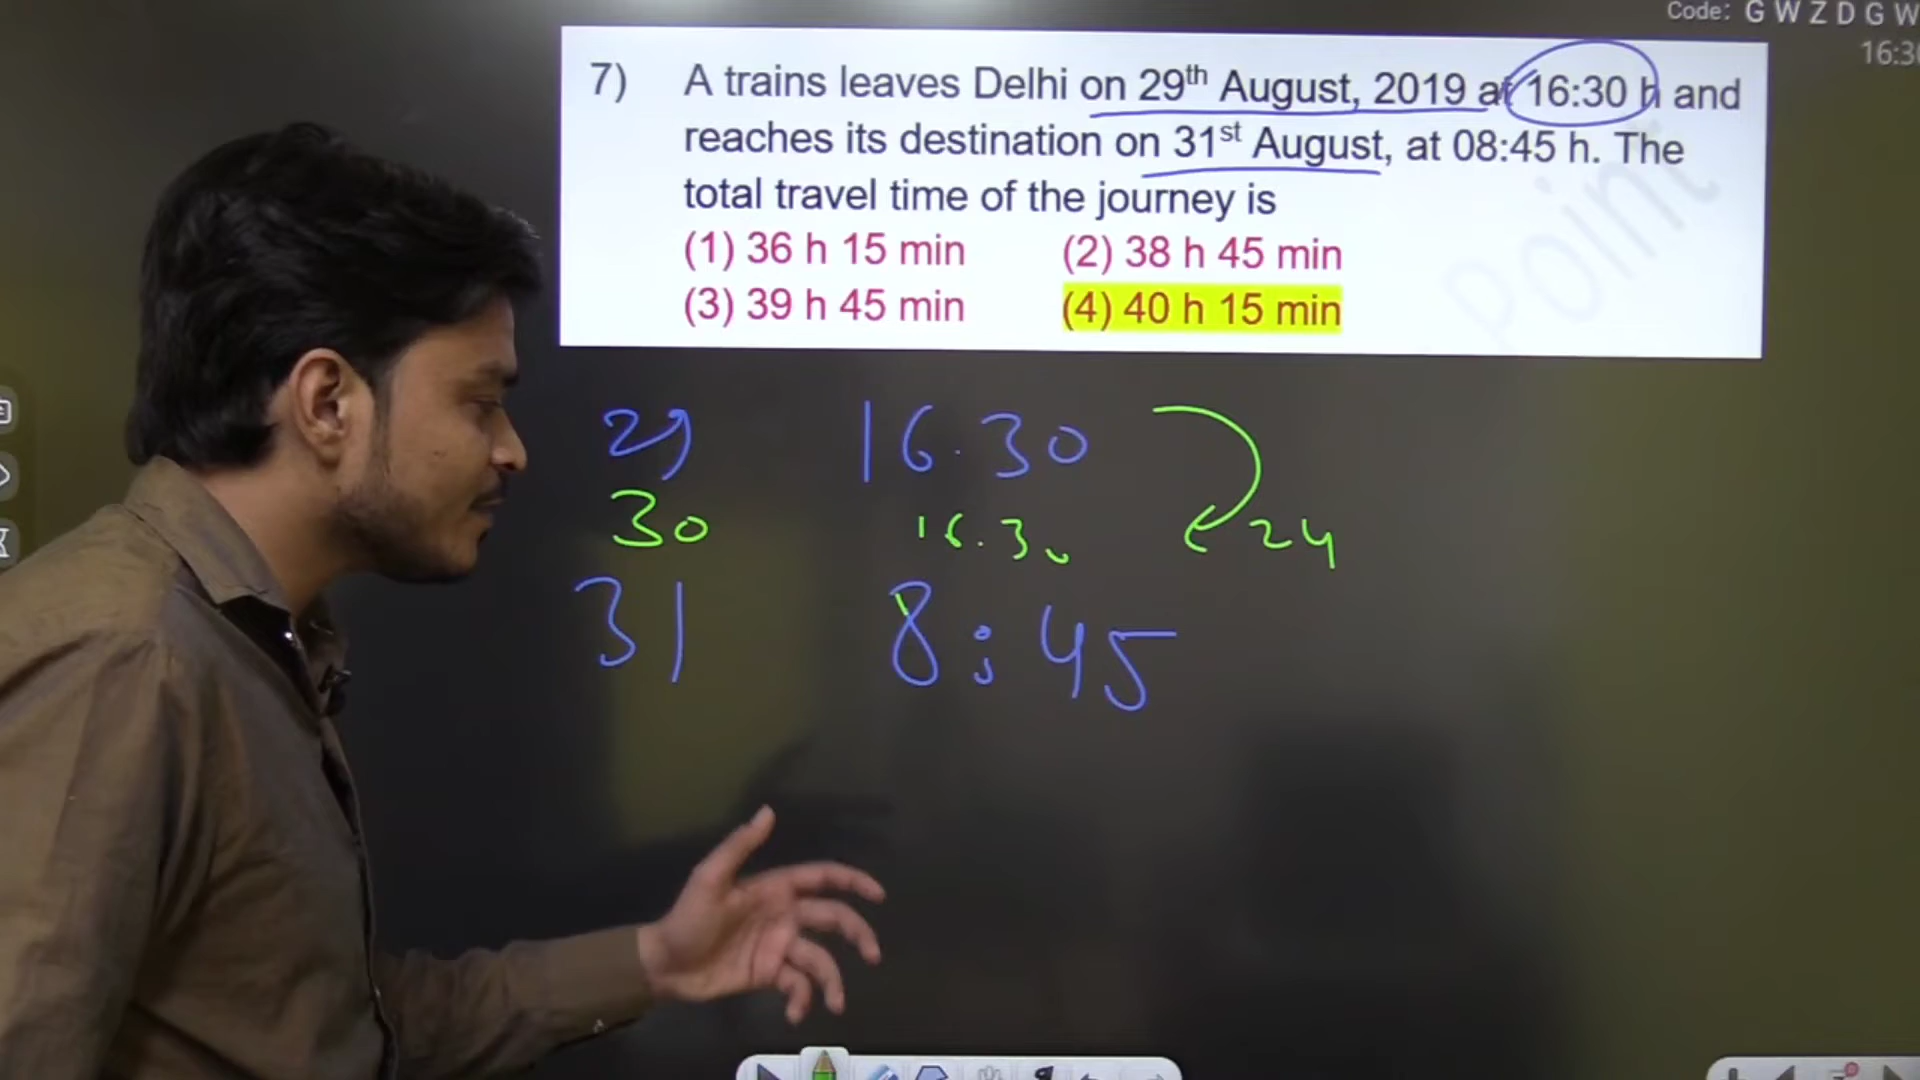 Code: G W Z D G W
16:30
7) A trains leaves Delhi on 29th August, 2019 at 16:30 h and
reaches its destination on 31st August, at 08:45 h. The
total travel time of the journey is
(1) 36 h 15 min (2) 38 h 45 min
(3) 39 h 45 min (4) 40 h 15 min
Point
29 16.30
30 16.30 24
31 8:45